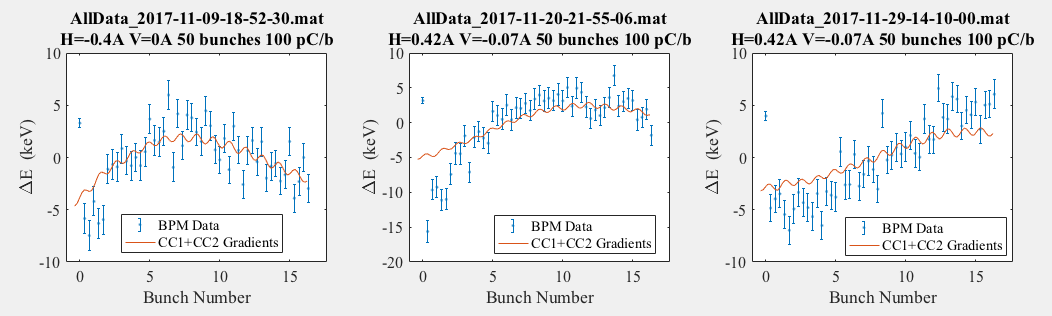 AllData_2017-11-09-18-52-30.mat
H=-0.4A V=0A 50 bunches 100 pC/b
10
5
0
-5
-10
ΔE (keV)
0
5
10
15
Bunch Number
BPM Data
CC1+CC2 Gradients
AllData_2017-11-20-21-55-06.mat
H=0.42A V=-0.07A 50 bunches 100 pC/b
10
5
0
-5
-10
-15
-20
ΔE (keV)
0
5
10
15
Bunch Number
BPM Data
CC1+CC2 Gradients
AllData_2017-11-29-14-10-00.mat
H=0.42A V=-0.07A 50 bunches 100 pC/b
10
5
0
-5
-10
ΔE (keV)
0
5
10
15
Bunch Number
BPM Data
CC1+CC2 Gradients